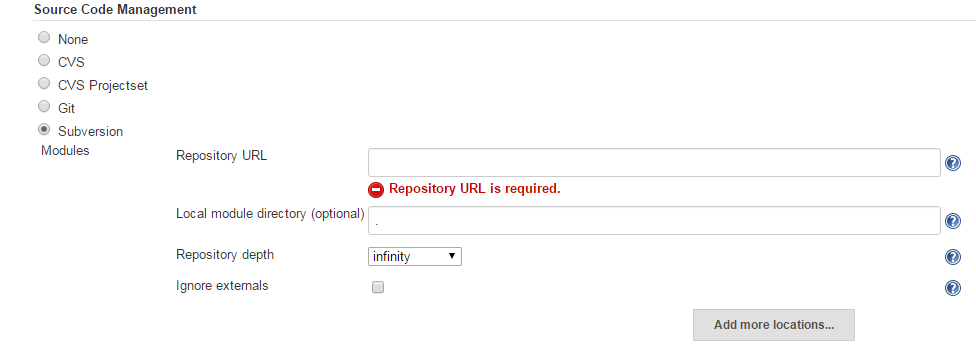 Source Code Management
None
CVS
CVS Projectset
Git
Subversion
Modules
Repository URL
Repository URL is required.
Local module directory (optional)
.
Repository depth
infinity
Ignore externals
Add more locations...